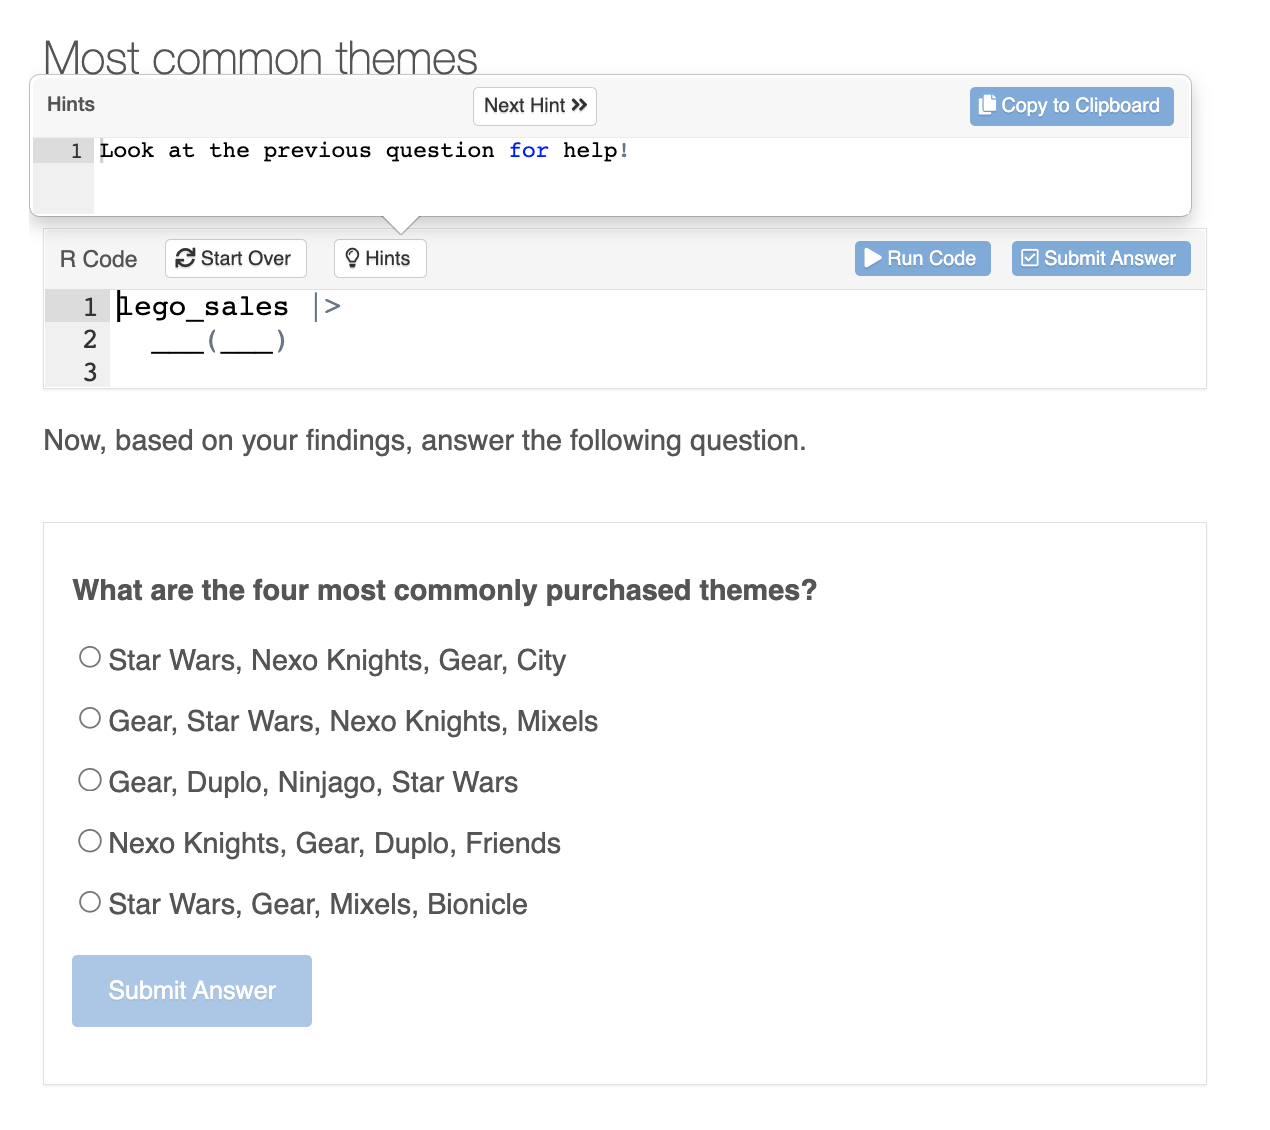 Most common themes
Hints
Next Hint »
Copy to Clipboard
1 Look at the previous question for help!
R Code
Start Over
Hints
Run Code
Submit Answer
1 lego_sales |>
2 ___(___)
3
Now, based on your findings, answer the following question.
What are the four most commonly purchased themes?
Star Wars, Nexo Knights, Gear, City
Gear, Star Wars, Nexo Knights, Mixels
Gear, Duplo, Ninjago, Star Wars
Nexo Knights, Gear, Duplo, Friends
Star Wars, Gear, Mixels, Bionicle
Submit Answer